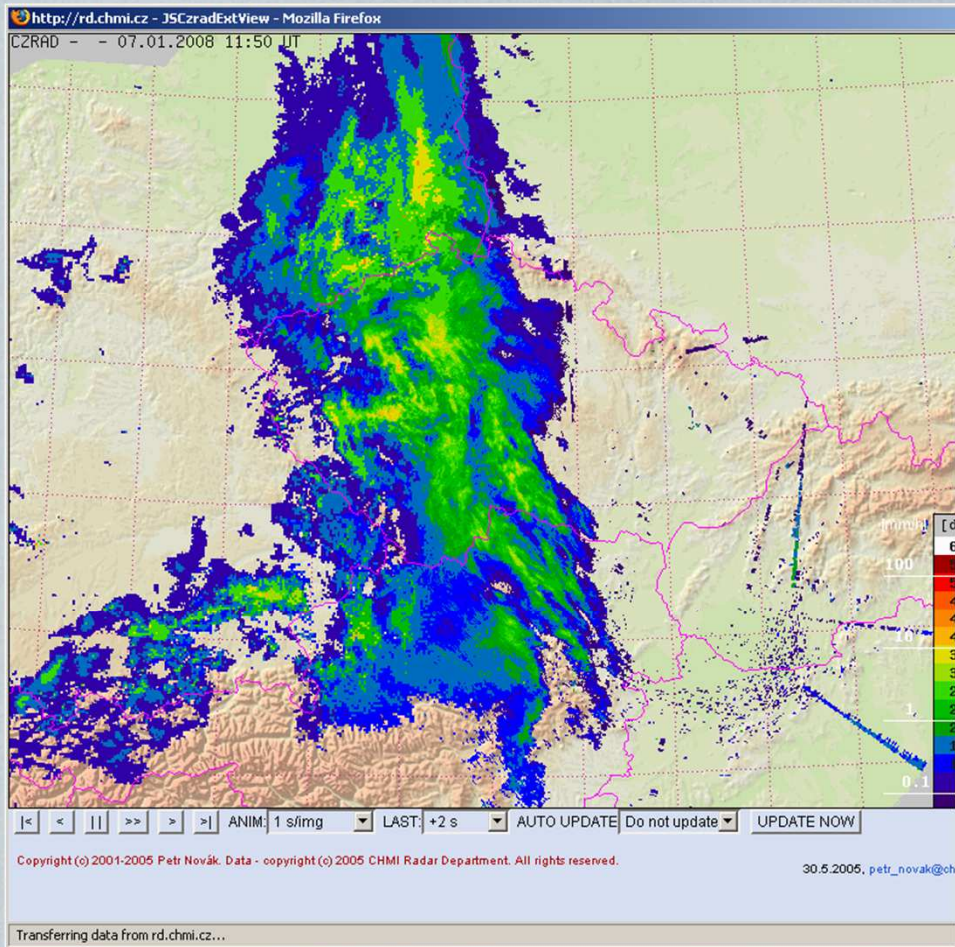 http://rd.chmi.cz - JSCzradExtView - Mozilla Firefox
CZRAD - - 07.01.2008 11:50 UT
[d
100
1
0.1
|< < || >> > >| ANIM: 1 s/img LAST: +2 s AUTO UPDATE Do not update UPDATE NOW
Copyright (c) 2001-2005 Petr Novák. Data - copyright (c) 2005 CHMI Radar Department. All rights reserved.
30.5.2005, petr_novak@ch
Transferring data from rd.chmi.cz...